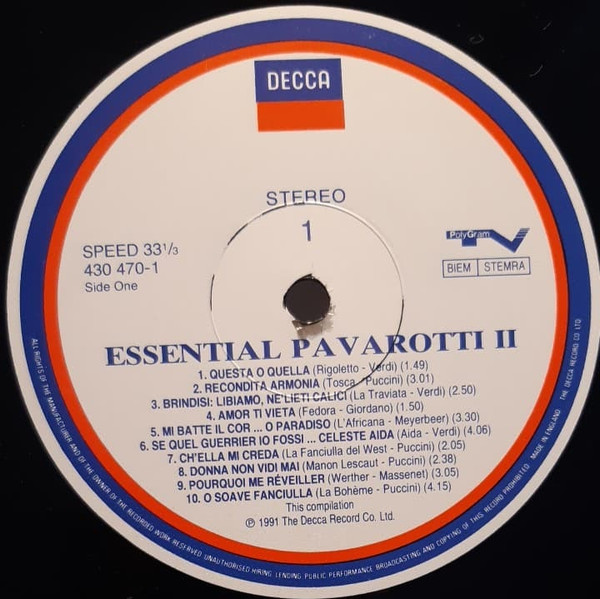 DECCA
STEREO
1
SPEED 33 1/3
430 470-1
Side One
PolyGram
TV
BIEM STEMRA
ESSENTIAL PAVAROTTI II
1. QUESTA O QUELLA (Rigoletto - Verdi) (1.49)
2. RECONDITA ARMONIA (Tosca - Puccini) (3.01)
3. BRINDISI: LIBIAMO, NE'LIETI CALICI (La Traviata - Verdi) (2.50)
4. AMOR TI VIETA (Fedora - Giordano) (1.50)
5. MI BATTE IL COR ... O PARADISO (L'Africana - Meyerbeer) (3.30)
6. SE QUEL GUERRIER IO FOSSI ... CELESTE AIDA (Aida - Verdi) (4.06)
7. CH'ELLA MI CREDA (La Fanciulla del West - Puccini) (2.05)
8. DONNA NON VIDI MAI (Manon Lescaut - Puccini) (2.38)
9. POURQUOI ME RÉVEILLER (Werther - Massenet) (3.05)
10. O SOAVE FANCIULLA (La Bohème - Puccini) (4.15)
This compilation
℗ 1991 The Decca Record Co. Ltd.
ALL RIGHTS OF THE MANUFACTURER AND OF THE OWNER OF THE RECORDED WORK RESERVED. UNAUTHORISED HIRING, LENDING, PUBLIC PERFORMANCE, BROADCASTING AND COPYING OF THIS RECORD PROHIBITED. MADE IN ENGLAND. THE DECCA RECORD CO LTD